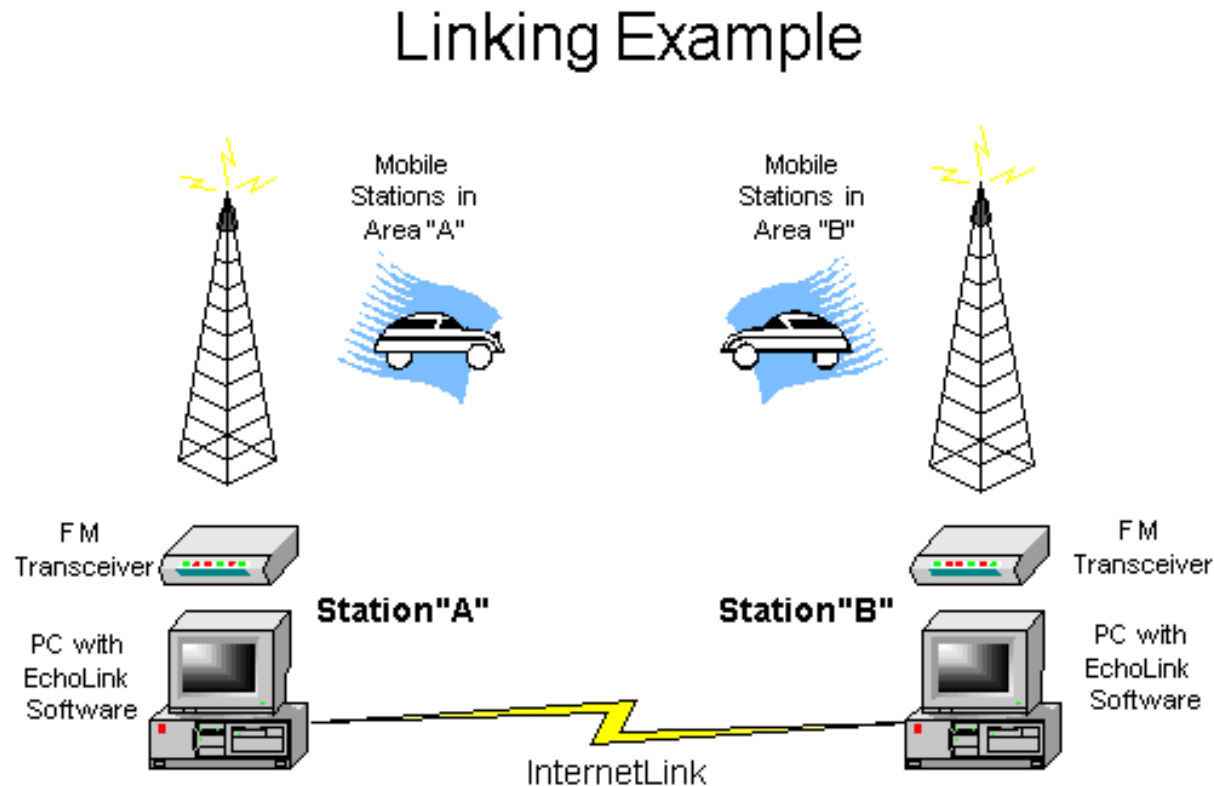 Linking Example
Mobile
Stations in
Area "A"
Mobile
Stations in
Area "B"
FM
Transceiver
FM
Transceiver
Station"A"
Station"B"
PC with
EchoLink
Software
PC with
EchoLink
Software
InternetLink